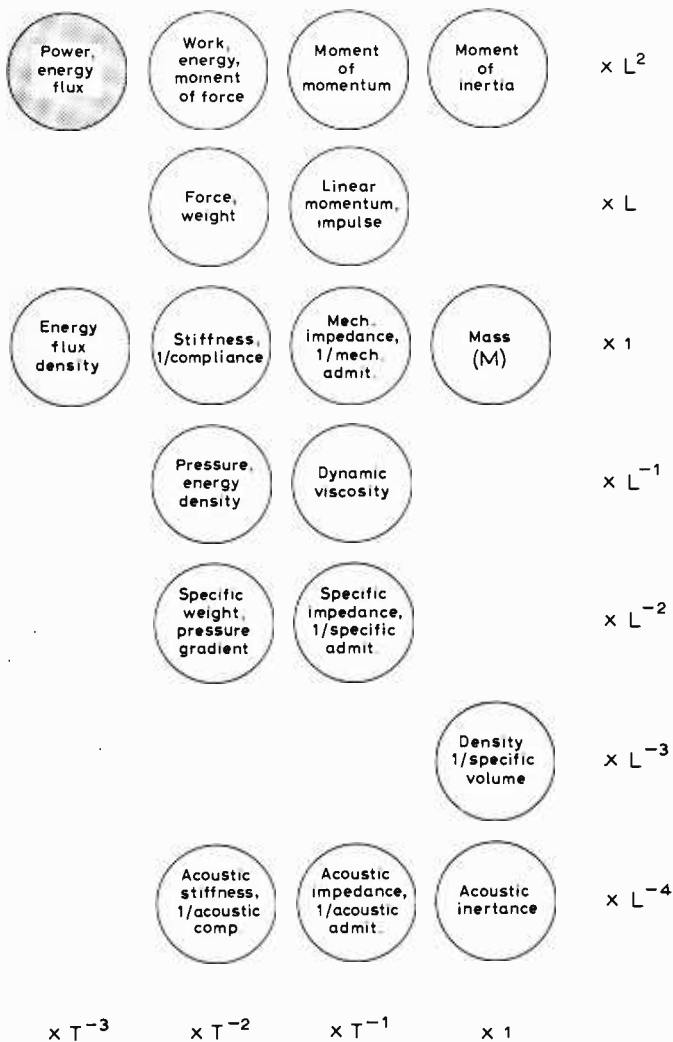 Power,
energy
flux
Work,
energy,
moment
of force
Moment
of
momentum
Moment
of
inertia
× L²
Force,
weight
Linear
momentum,
impulse
× L
Energy
flux
density
Stiffness,
1/compliance
Mech.
impedance,
1/mech.
admit.
Mass
(M)
× 1
Pressure,
energy
density
Dynamic
viscosity
× L⁻¹
Specific
weight,
pressure
gradient
Specific
impedance,
1/specific
admit.
× L⁻²
Density
1/specific
volume
× L⁻³
Acoustic
stiffness,
1/acoustic
comp.
Acoustic
impedance,
1/acoustic
admit.
Acoustic
inertance
× L⁻⁴
× T⁻³
× T⁻²
× T⁻¹
× 1